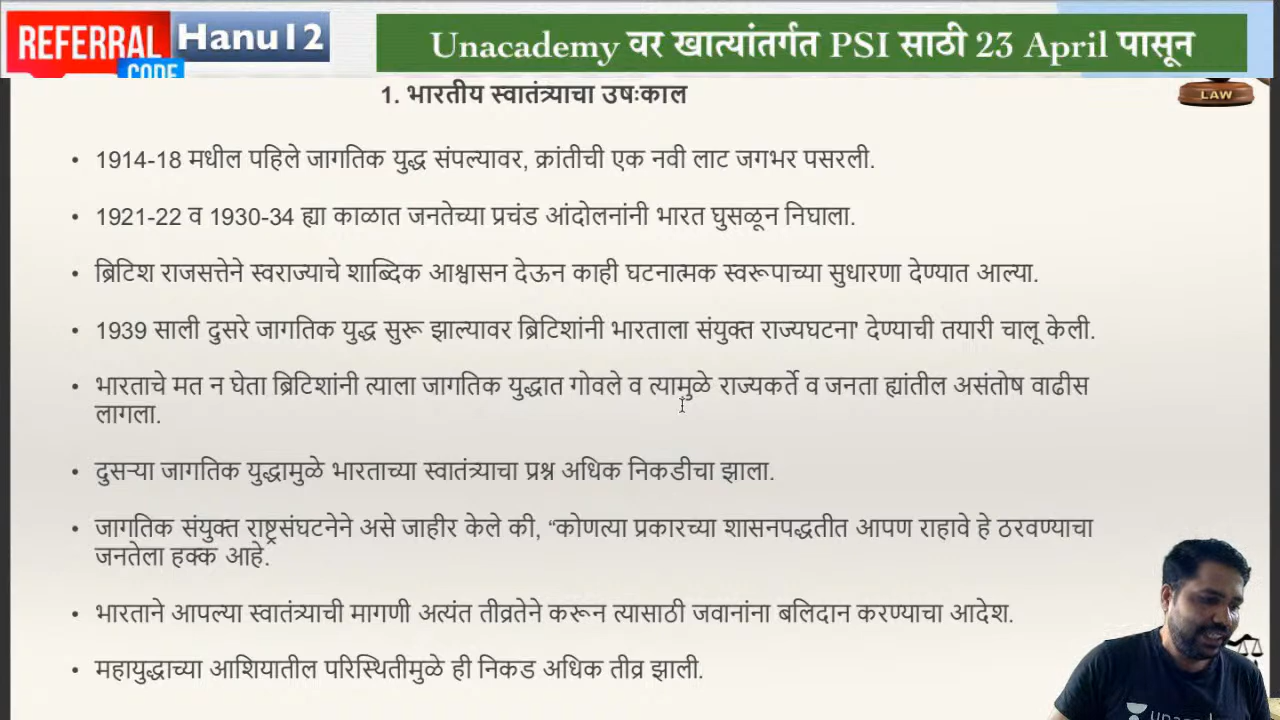 REFERRAL
CODE
Hanu12
Unacademy वर खात्यांतर्गत PSI साठी 23 April पासून
LAW
1. भारतीय स्वातंत्र्याचा उषःकाल
• 1914-18 मधील पहिले जागतिक युद्ध संपल्यावर, क्रांतीची एक नवी लाट जगभर पसरली.
• 1921-22 व 1930-34 ह्या काळात जनतेच्या प्रचंड आंदोलनांनी भारत घुसळून निघाला.
• ब्रिटिश राजसत्तेने स्वराज्याचे शाब्दिक आश्वासन देऊन काही घटनात्मक स्वरूपाच्या सुधारणा देण्यात आल्या.
• 1939 साली दुसरे जागतिक युद्ध सुरू झाल्यावर ब्रिटिशांनी भारताला संयुक्त राज्यघटना' देण्याची तयारी चालू केली.
• भारताचे मत न घेता ब्रिटिशांनी त्याला जागतिक युद्धात गोवले व त्यामुळे राज्यकर्ते व जनता ह्यांतील असंतोष वाढीस
लागला.
• दुसऱ्या जागतिक युद्धामुळे भारताच्या स्वातंत्र्याचा प्रश्न अधिक निकडीचा झाला.
• जागतिक संयुक्त राष्ट्रसंघटनेने असे जाहीर केले की, “कोणत्या प्रकारच्या शासनपद्धतीत आपण राहावे हे ठरवण्याचा
जनतेला हक्क आहे.
• भारताने आपल्या स्वातंत्र्याची मागणी अत्यंत तीव्रतेने करून त्यासाठी जवानांना बलिदान करण्याचा आदेश.
• महायुद्धाच्या आशियातील परिस्थितीमुळे ही निकड अधिक तीव्र झाली.